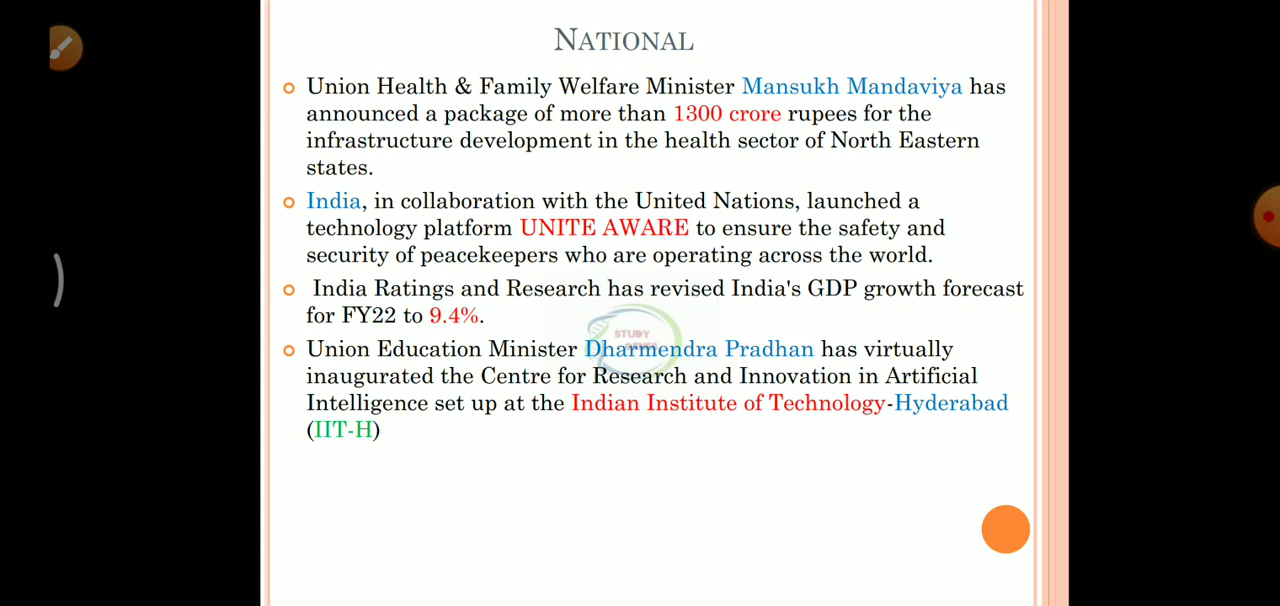 NATIONAL
Union Health & Family Welfare Minister Mansukh Mandaviya has
announced a package of more than 1300 crore rupees for the
infrastructure development in the health sector of North Eastern
states.
India, in collaboration with the United Nations, launched a
technology platform UNITE AWARE to ensure the safety and
security of peacekeepers who are operating across the world.
India Ratings and Research has revised India's GDP growth forecast
for FY22 to 9.4%.
STUDY
Union Education Minister Dharmendra Pradhan has virtually
inaugurated the Centre for Research and Innovation in Artificial
Intelligence set up at the Indian Institute of Technology-Hyderabad
(IIT-H)